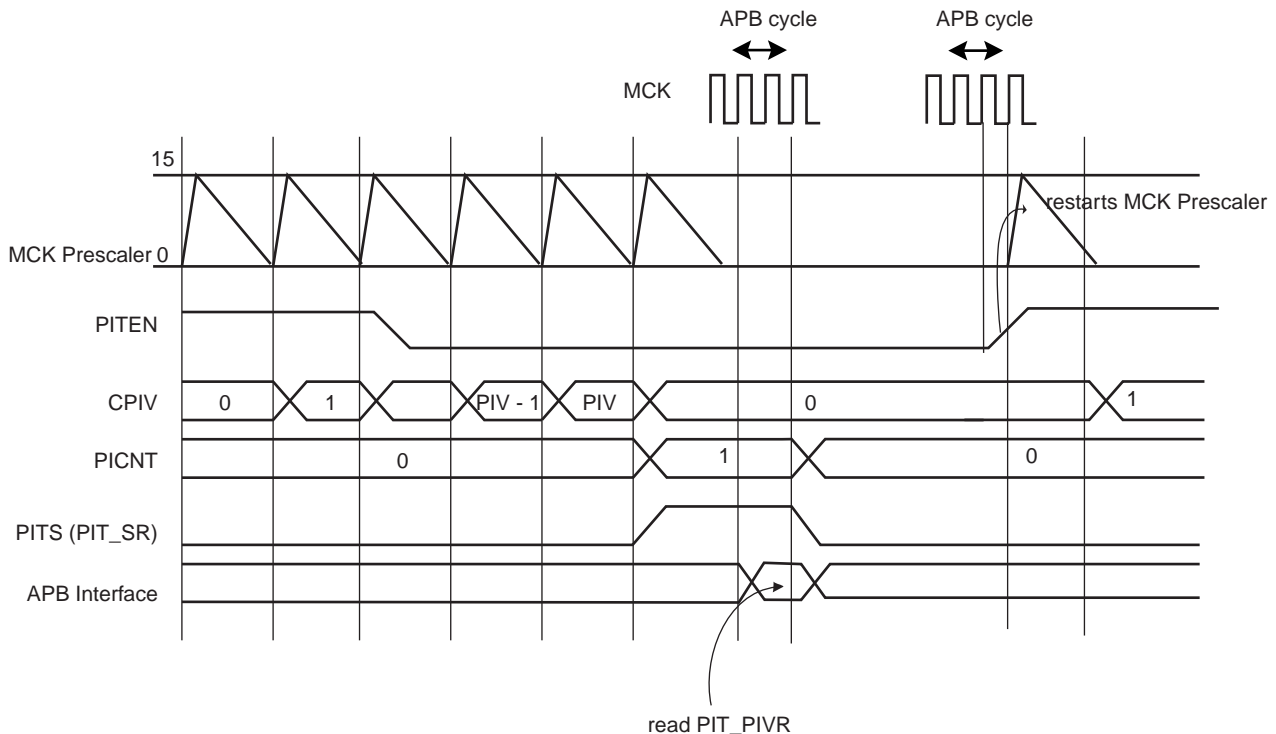 APB cycle APB cycle
MCK
15
restarts MCK Prescaler
MCK Prescaler 0
PITEN
CPIV 0 1 PIV - 1 PIV 0 1
PICNT 0 1 0
PITS (PIT_SR)
APB Interface
read PIT_PIVR